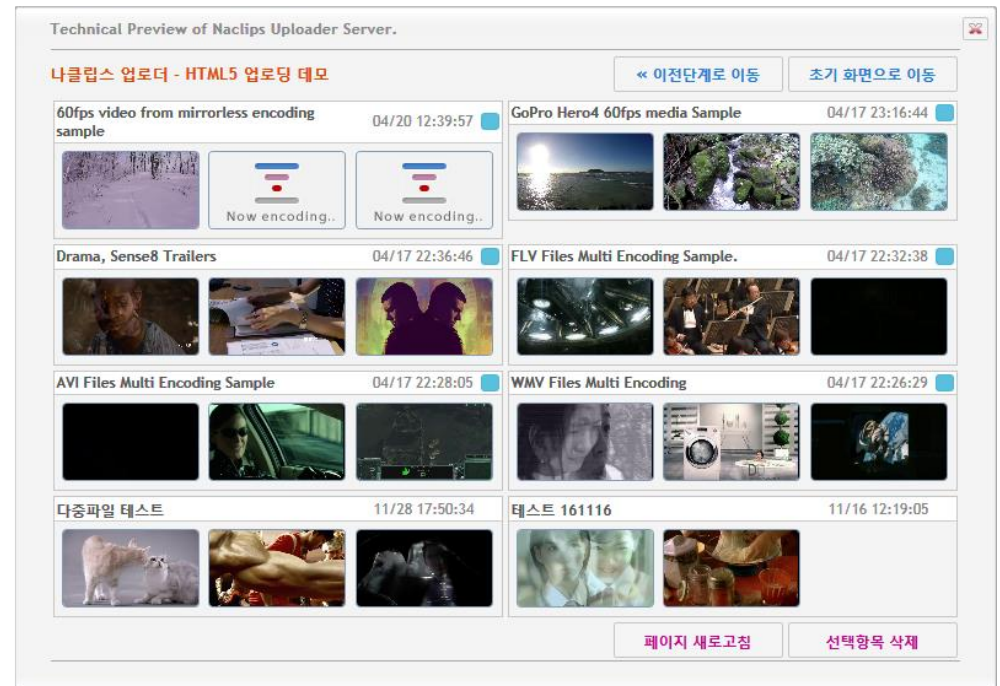 Technical Preview of Naclips Uploader Server.
나클립스 업로더 - HTML5 업로딩 데모
« 이전단계로 이동
초기 화면으로 이동
60fps video from mirrorless encoding
sample
04/20 12:39:57
GoPro Hero4 60fps media Sample
04/17 23:16:44
Now encoding..
Now encoding..
Drama, Sense8 Trailers
04/17 22:36:46
FLV Files Multi Encoding Sample.
04/17 22:32:38
AVI Files Multi Encoding Sample
04/17 22:28:05
WMV Files Multi Encoding
04/17 22:26:29
다중파일 테스트
11/28 17:50:34
테스트 161116
11/16 12:19:05
페이지 새로고침
선택항목 삭제